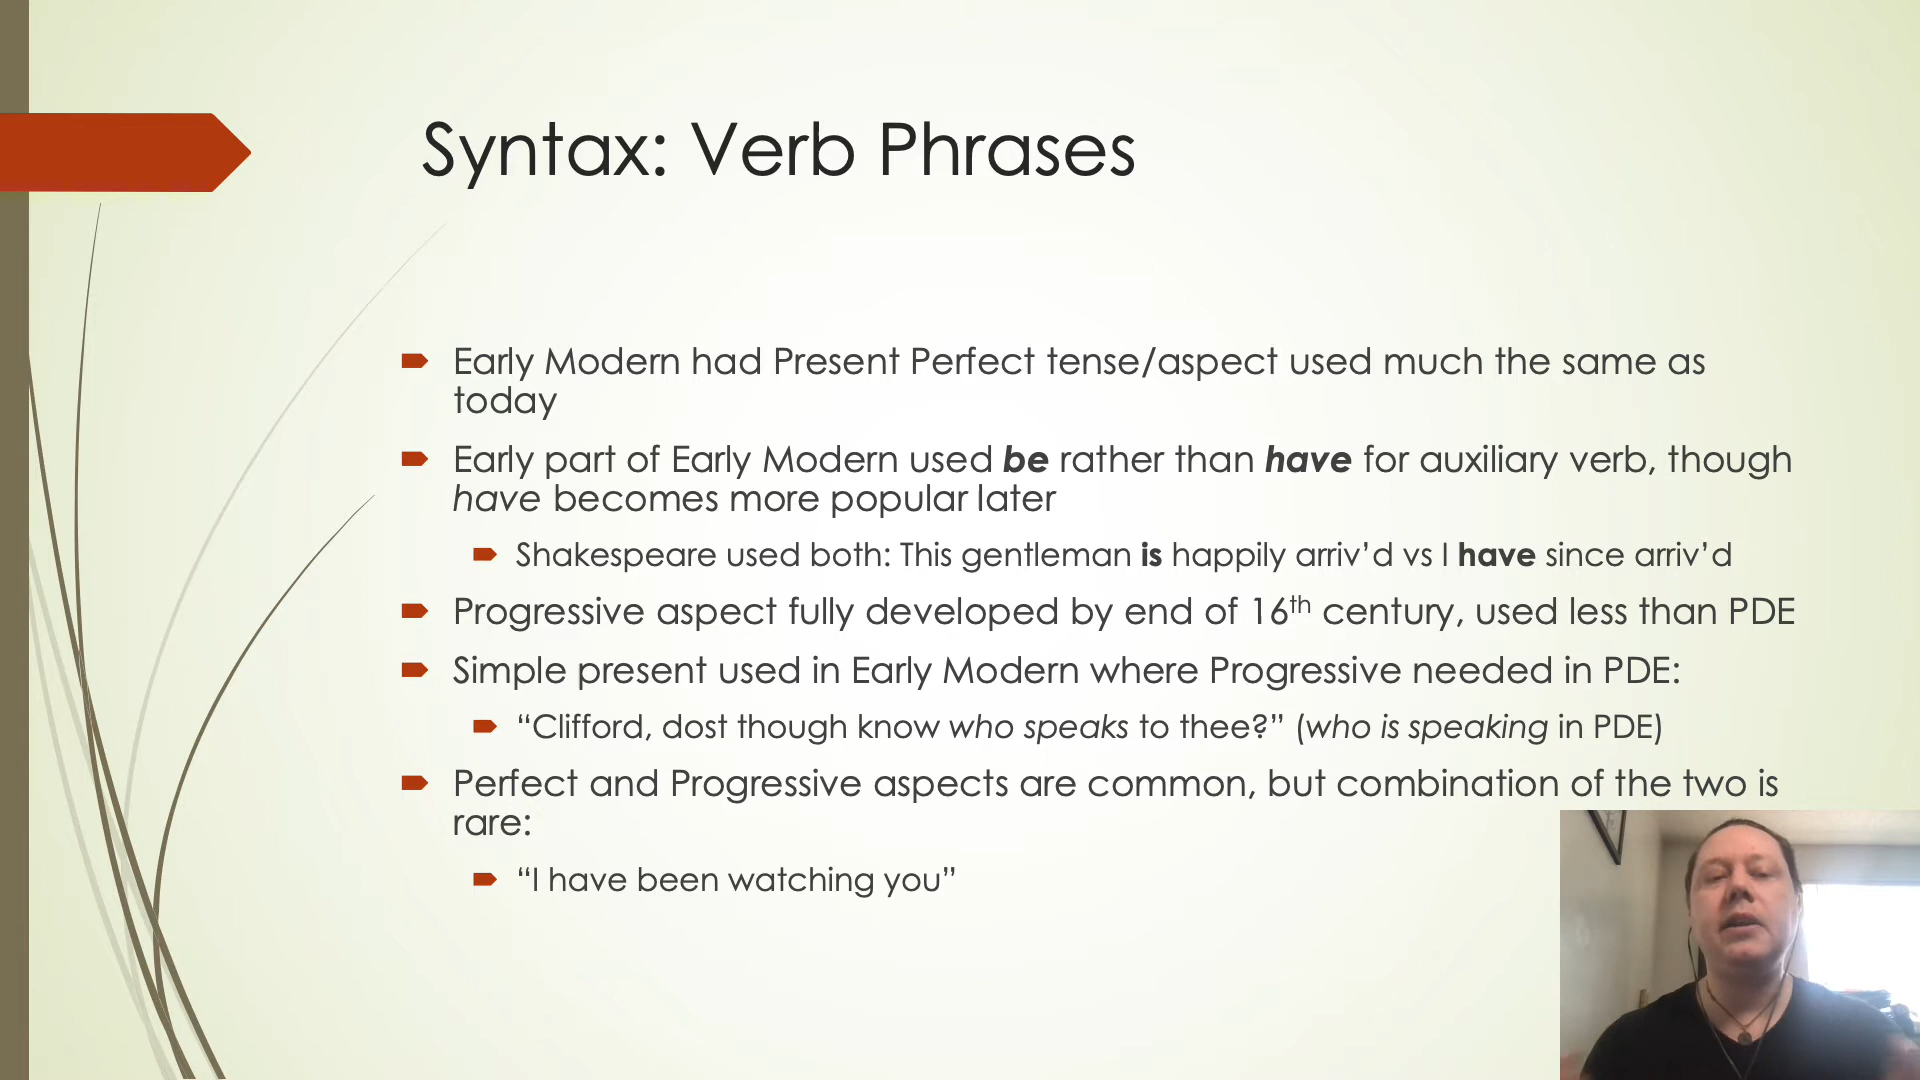 Syntax: Verb Phrases
Early Modern had Present Perfect tense/aspect used much the same as
today
Early part of Early Modern used be rather than have for auxiliary verb, though
have becomes more popular later
Shakespeare used both: This gentleman is happily arriv’d vs I have since arriv’d
Progressive aspect fully developed by end of 16th century, used less than PDE
Simple present used in Early Modern where Progressive needed in PDE:
“Clifford, dost though know who speaks to thee?” (who is speaking in PDE)
Perfect and Progressive aspects are common, but combination of the two is
rare:
“I have been watching you”